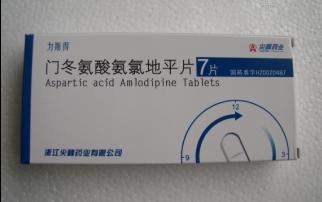 力斯得
尖峰药业
门冬氨酸氨氯地平片7片
国药准字H20020467
Aspartic acid Amlodipine Tablets
12
9
3
浙江尖峰药业有限公司